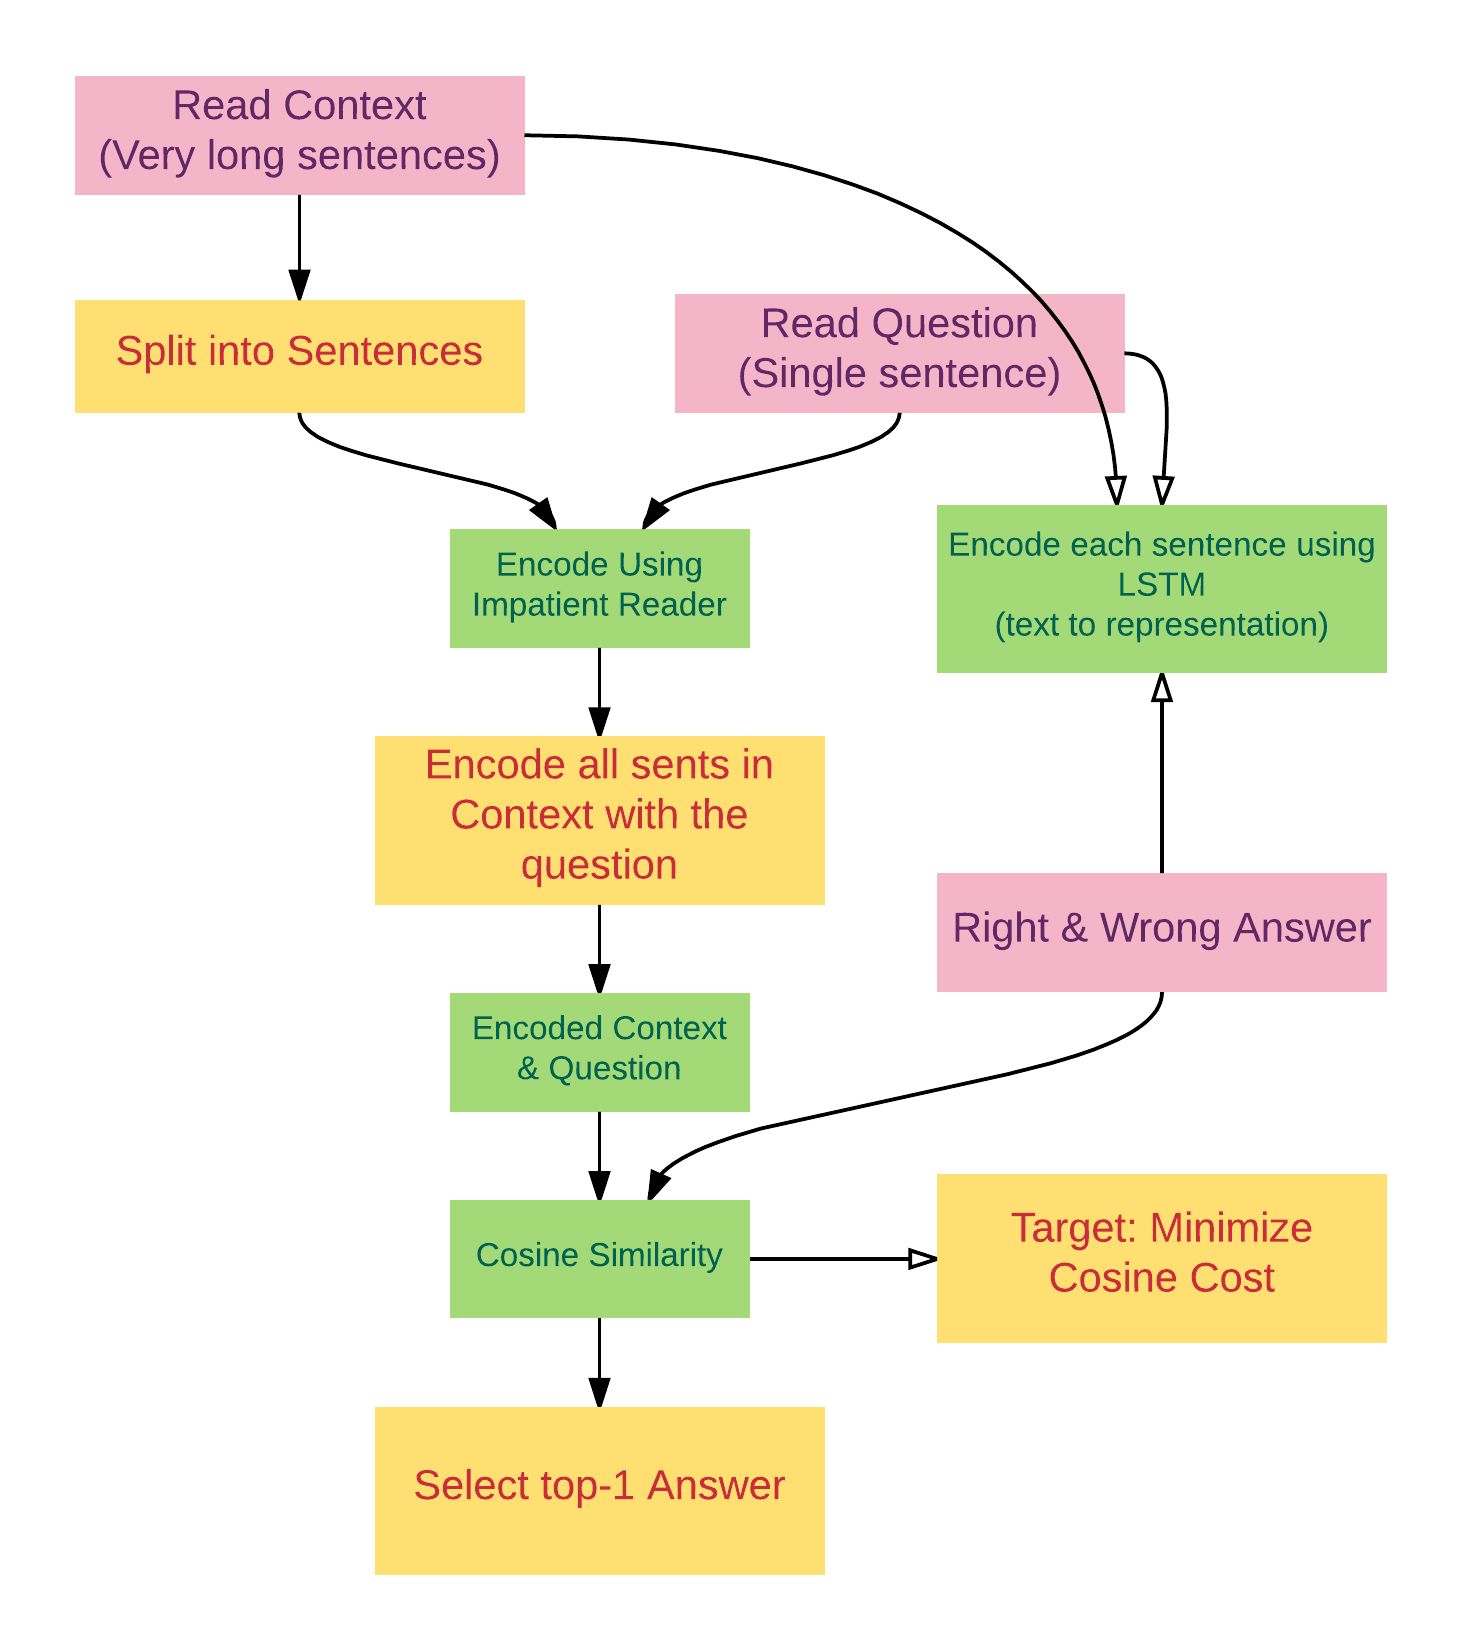 Read Context
(Very long sentences)
Split into Sentences
Read Question
(Single sentence)
Encode Using
Impatient Reader
Encode each sentence using
LSTM
(text to representation)
Encode all sents in
Context with the
question
Right & Wrong Answer
Encoded Context
& Question
Cosine Similarity
Target: Minimize
Cosine Cost
Select top-1 Answer